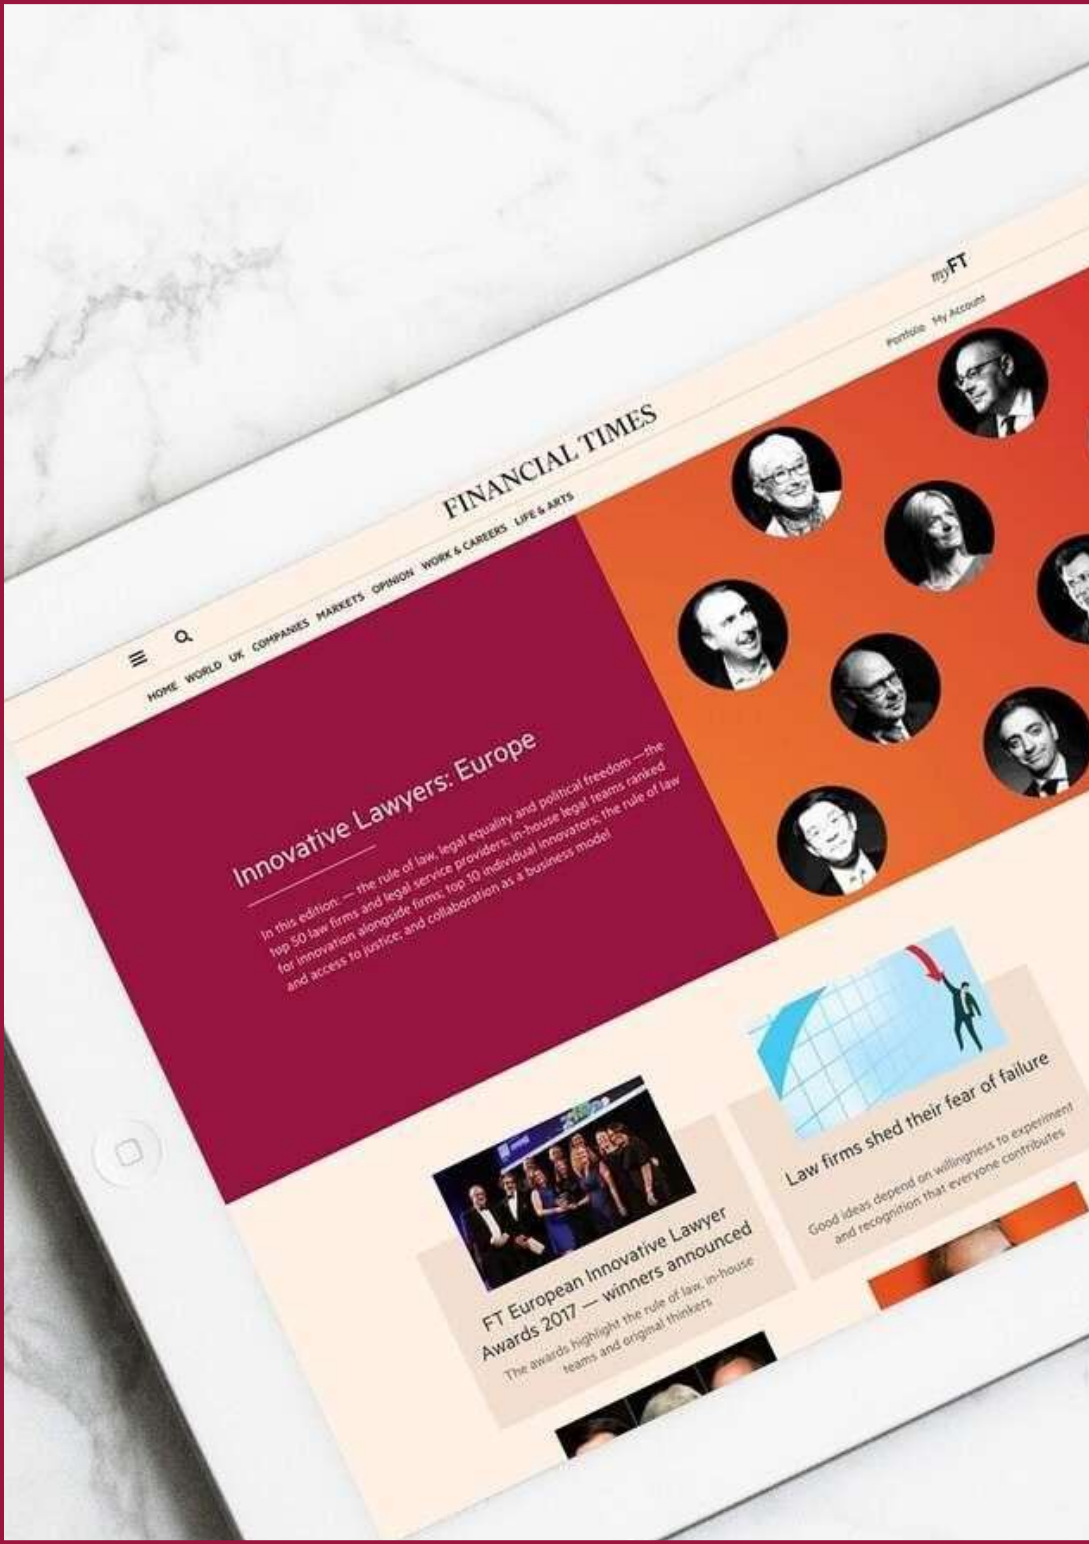 myFT
FINANCIAL TIMES
Portfolio My Account
HOME WORLD UK COMPANIES MARKETS OPINION WORK & CAREERS LIFE & ARTS
Innovative Lawyers: Europe
In this edition: — the rule of law, legal equality and political freedom —the
top 50 law firms and legal service providers; in-house legal teams ranked
for innovation alongside firms; top 10 individual innovators; the rule of law
and access to justice; and collaboration as a business model
FT European Innovative Lawyer
Awards 2017 — winners announced
The awards highlight the rule of law, in-house
teams and original thinkers
Law firms shed their fear of failure
Good ideas depend on willingness to experiment
and recognition that everyone contributes